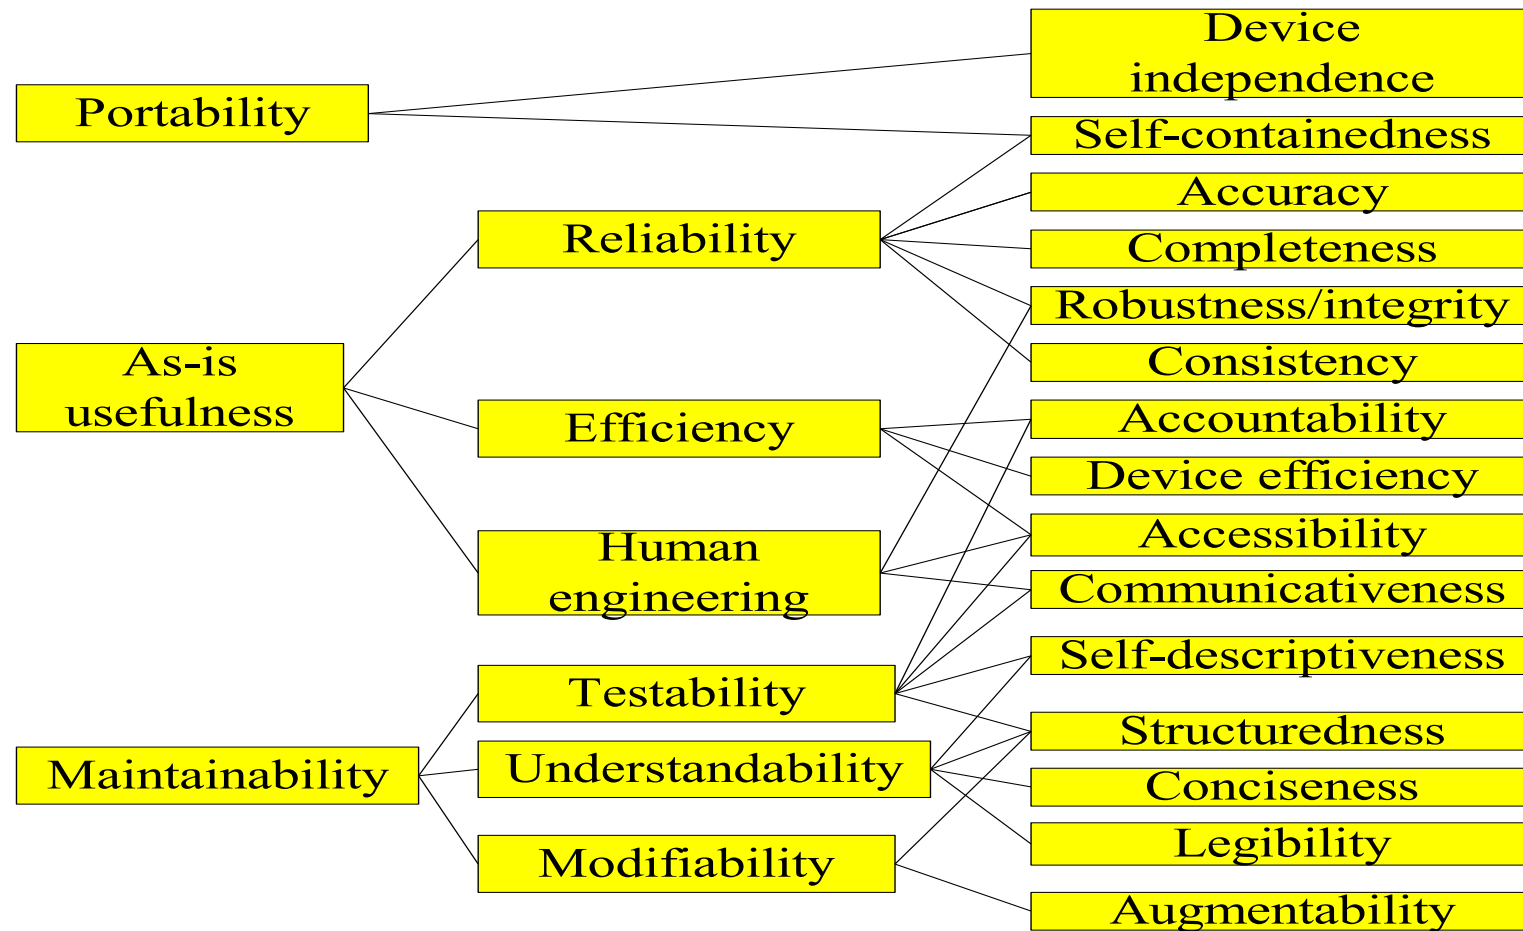 Portability
As-is
usefulness
Maintainability
Reliability
Efficiency
Human
engineering
Testability
Understandability
Modifiability
Device
independence
Self-containedness
Accuracy
Completeness
Robustness/integrity
Consistency
Accountability
Device efficiency
Accessibility
Communicativeness
Self-descriptiveness
Structuredness
Conciseness
Legibility
Augmentability